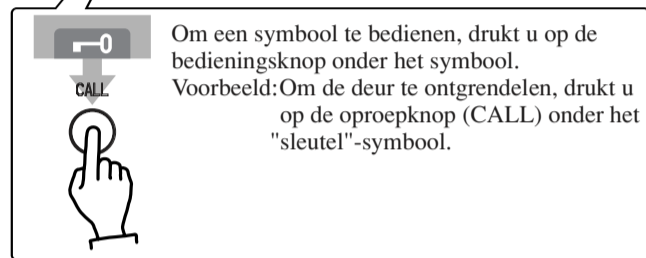 CALL
Om een symbool te bedienen, drukt u op de
bedieningsknop onder het symbool.
Voorbeeld:Om de deur te ontgrendelen, drukt u
op de oproepknop (CALL) onder het
"sleutel"-symbool.